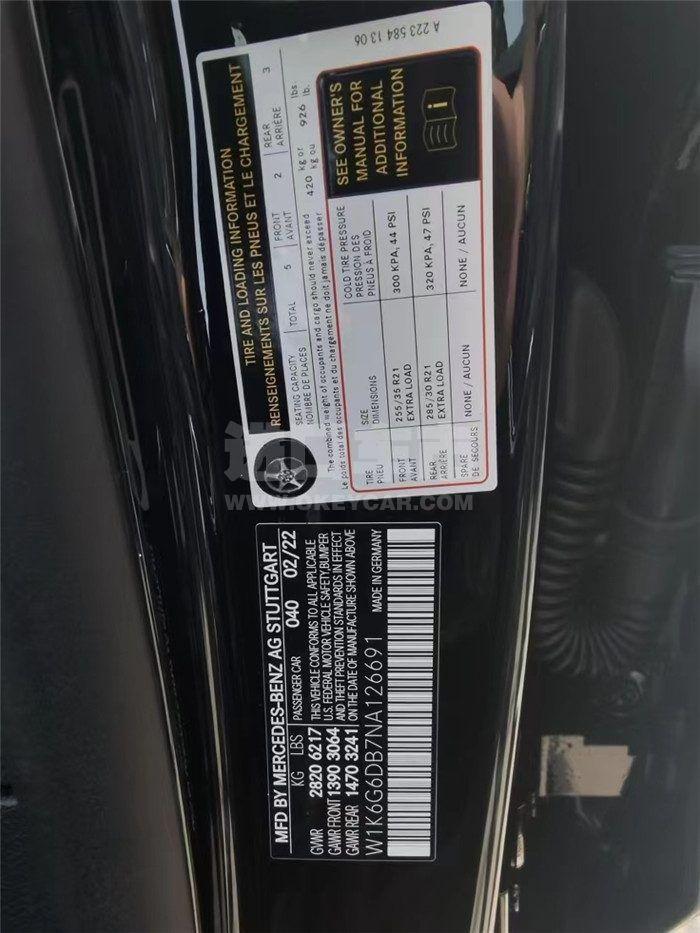 A 223 584 13 06
TIRE AND LOADING INFORMATION
RENSEIGNEMENTS SUR LES PNEUS ET LE CHARGEMENT
SEATING CAPACITY
NOMBRE DE PLACES
TOTAL 5
FRONT
AVANT
2
REAR
ARRIÈRE
3
The combined weight of occupants and cargo should never exceed
Le poids total des occupants et du chargement ne doit jamais dépasser
420 kg or
kg ou
926 lbs
lb.
TIRE
PNEU
SIZE
DIMENSIONS
COLD TIRE PRESSURE
PRESSION DES
PNEUS À FROID
SEE OWNER'S
MANUAL FOR
ADDITIONAL
INFORMATION
FRONT
AVANT
255/35 R21
EXTRA LOAD
300 KPA, 44 PSI
REAR
ARRIÈRE
285/30 R21
EXTRA LOAD
320 KPA, 47 PSI
SPARE
DE SECOURS
NONE / AUCUN
NONE / AUCUN
WWW.OKEYCAR.COM
MFD BY MERCEDES-BENZ AG STUTTGART
KG LBS PASSENGER CAR 040 02/22
GVWR 2820 6217 THIS VEHICLE CONFORMS TO ALL APPLICABLE
GAWR FRONT 1390 3064 U.S. FEDERAL MOTOR VEHICLE SAFETY, BUMPER
AND THEFT PREVENTION STANDARDS IN EFFECT
GAWR REAR 1470 3241 ON THE DATE OF MANUFACTURE SHOWN ABOVE
W1K6G6DB7NA126691 MADE IN GERMANY